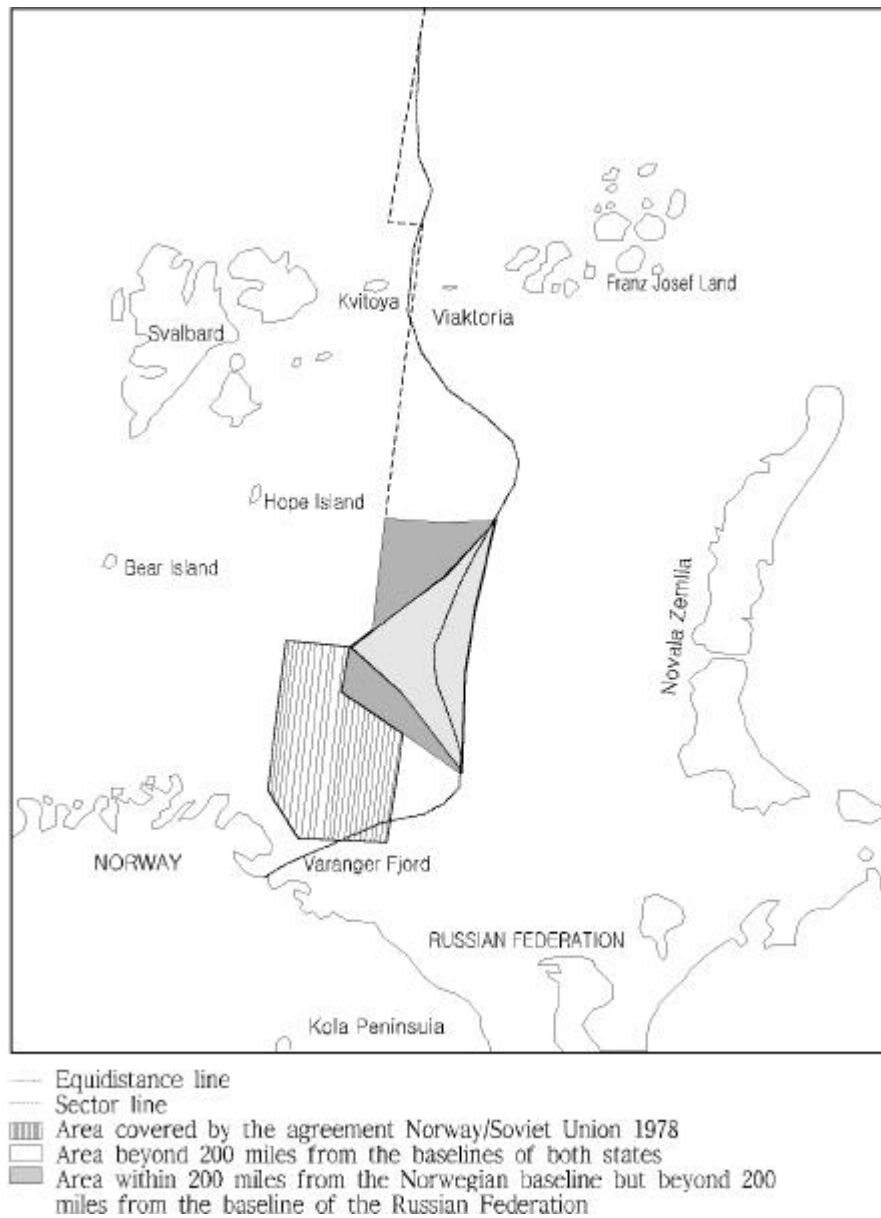 Franz Josef Land
Kvitoya
Viaktoria
Svalbard
Hope Island
Bear Island
Novala Zemlia
NORWAY
Varanger Fjord
RUSSIAN FEDERATION
Kola Peninsuia
Equidistance line
Sector line
Area covered by the agreement Norway/Soviet Union 1978
Area beyond 200 miles from the baselines of both states
Area within 200 miles from the Norwegian baseline but beyond 200
miles from the baseline of the Russian Federation